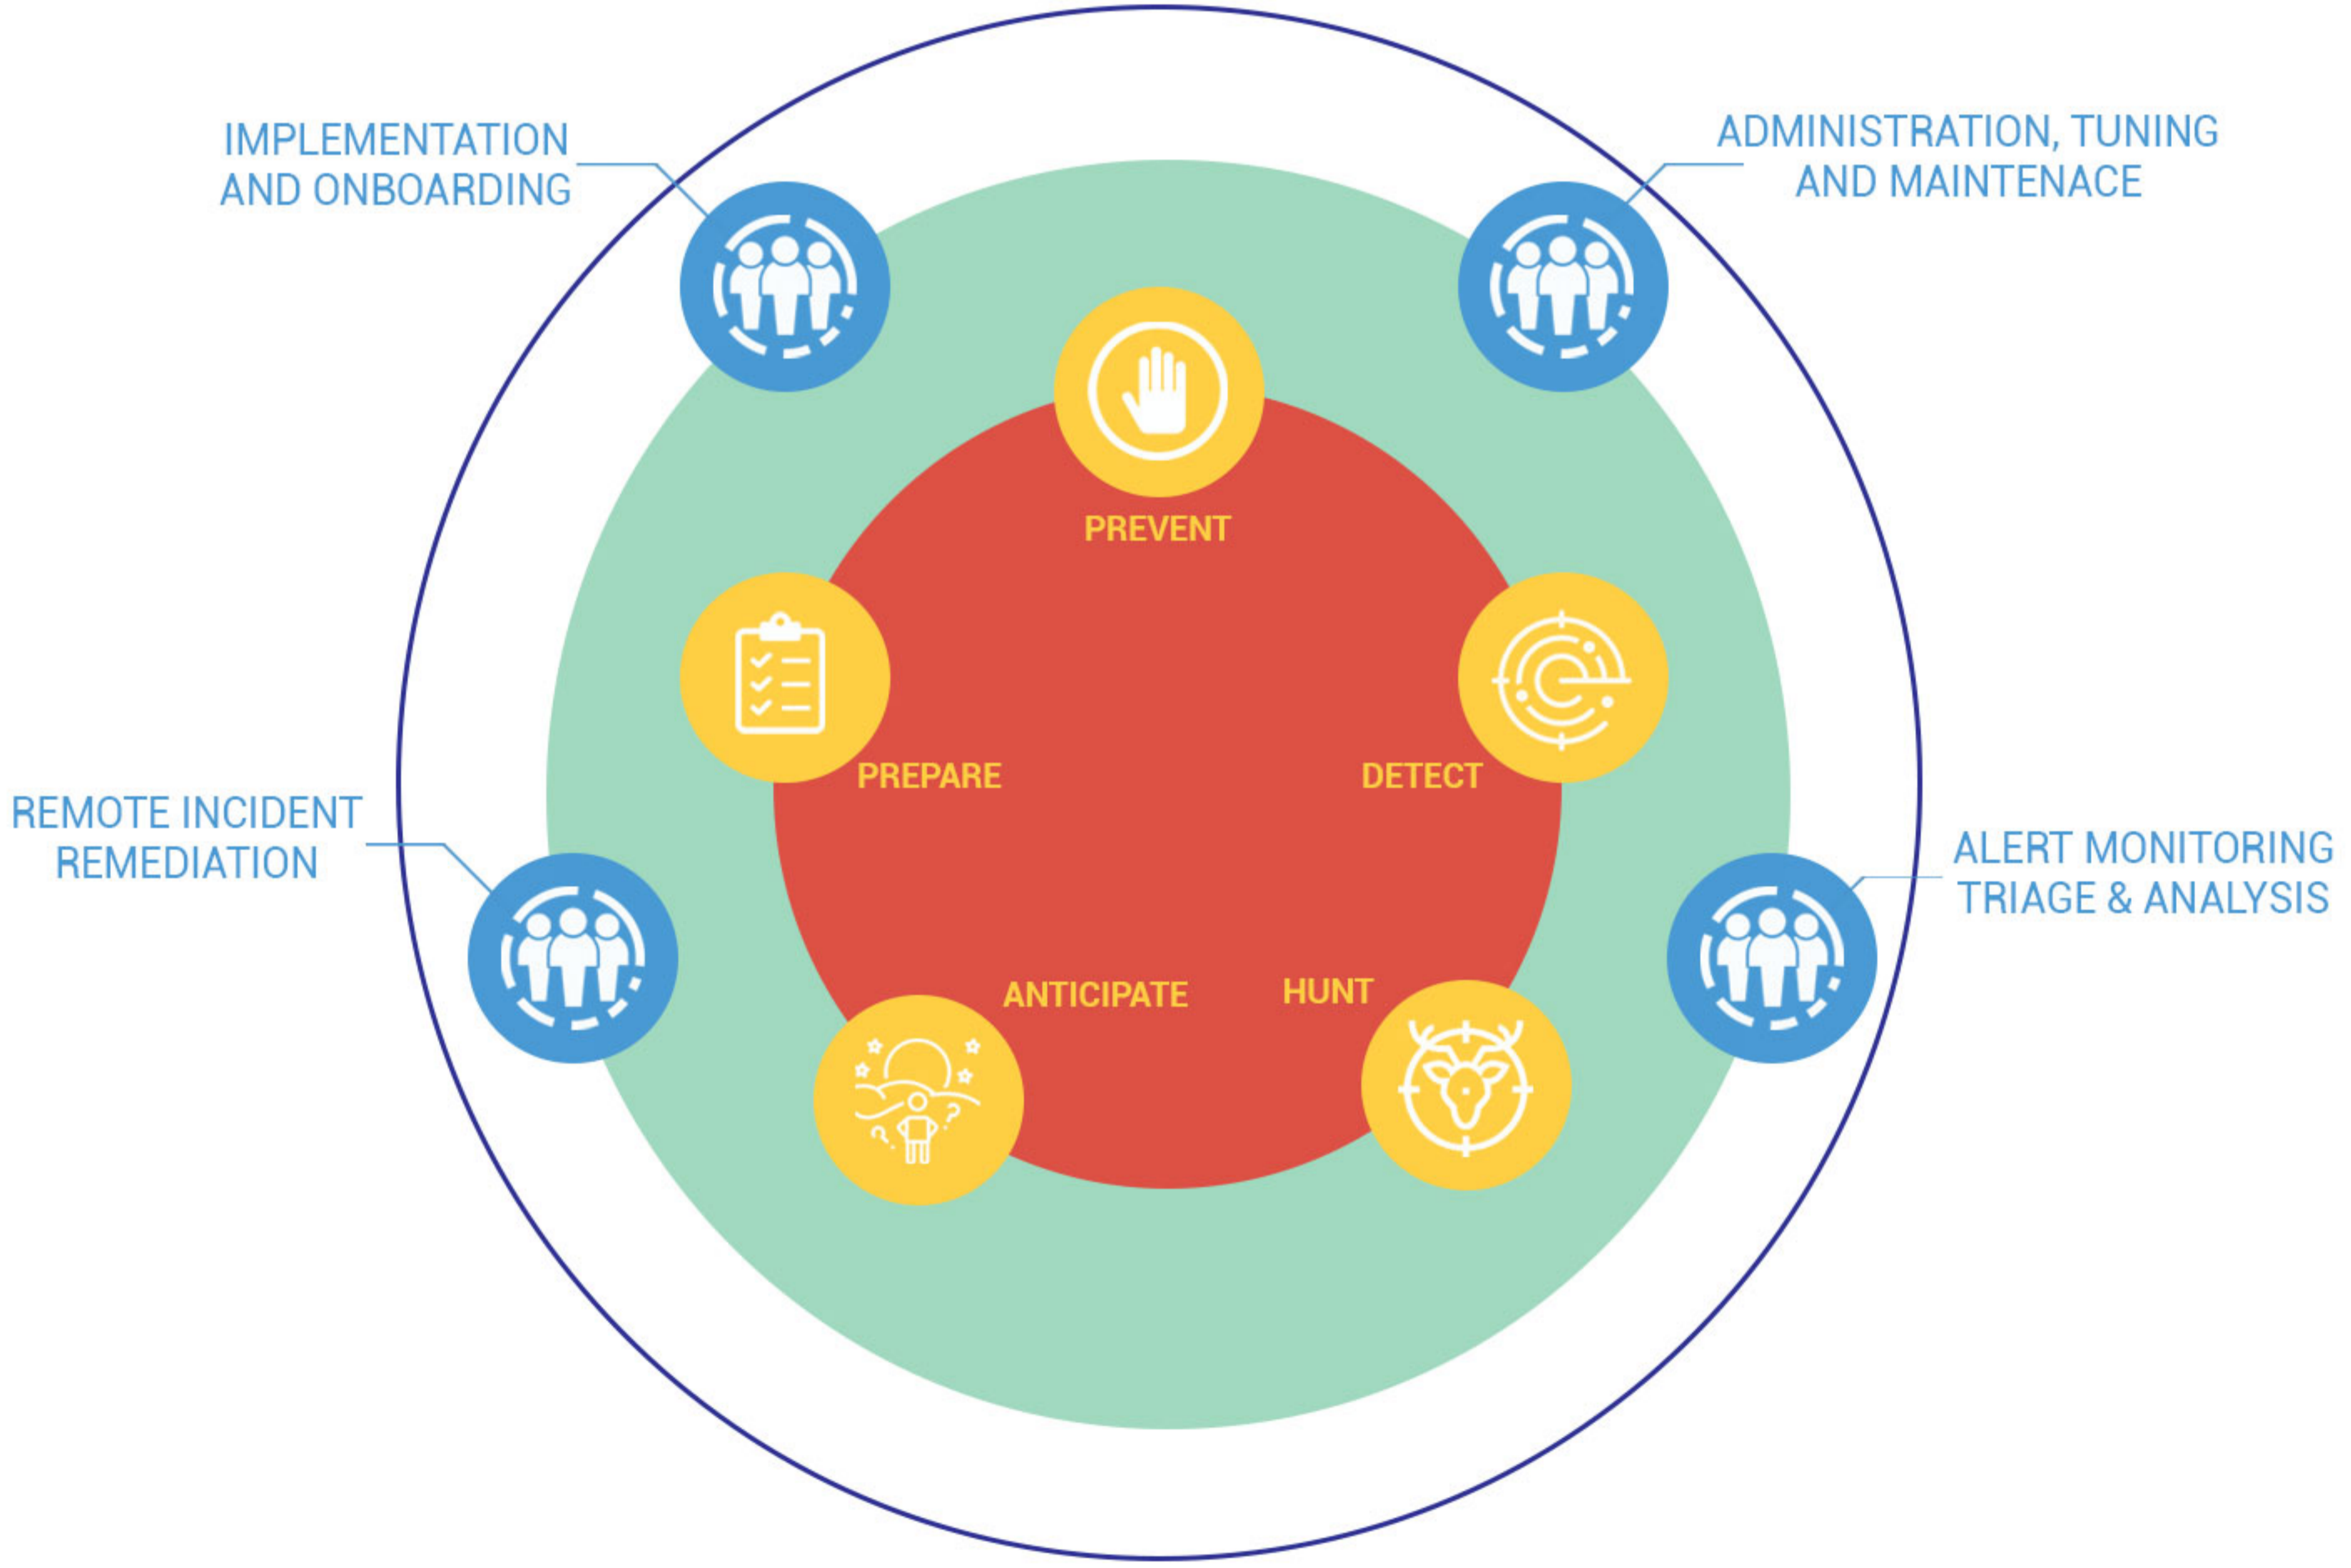 IMPLEMENTATION
AND ONBOARDING
ADMINISTRATION, TUNING
AND MAINTENACE
PREVENT
PREPARE
DETECT
REMOTE INCIDENT
REMEDIATION
ALERT MONITORING
TRIAGE & ANALYSIS
ANTICIPATE
HUNT